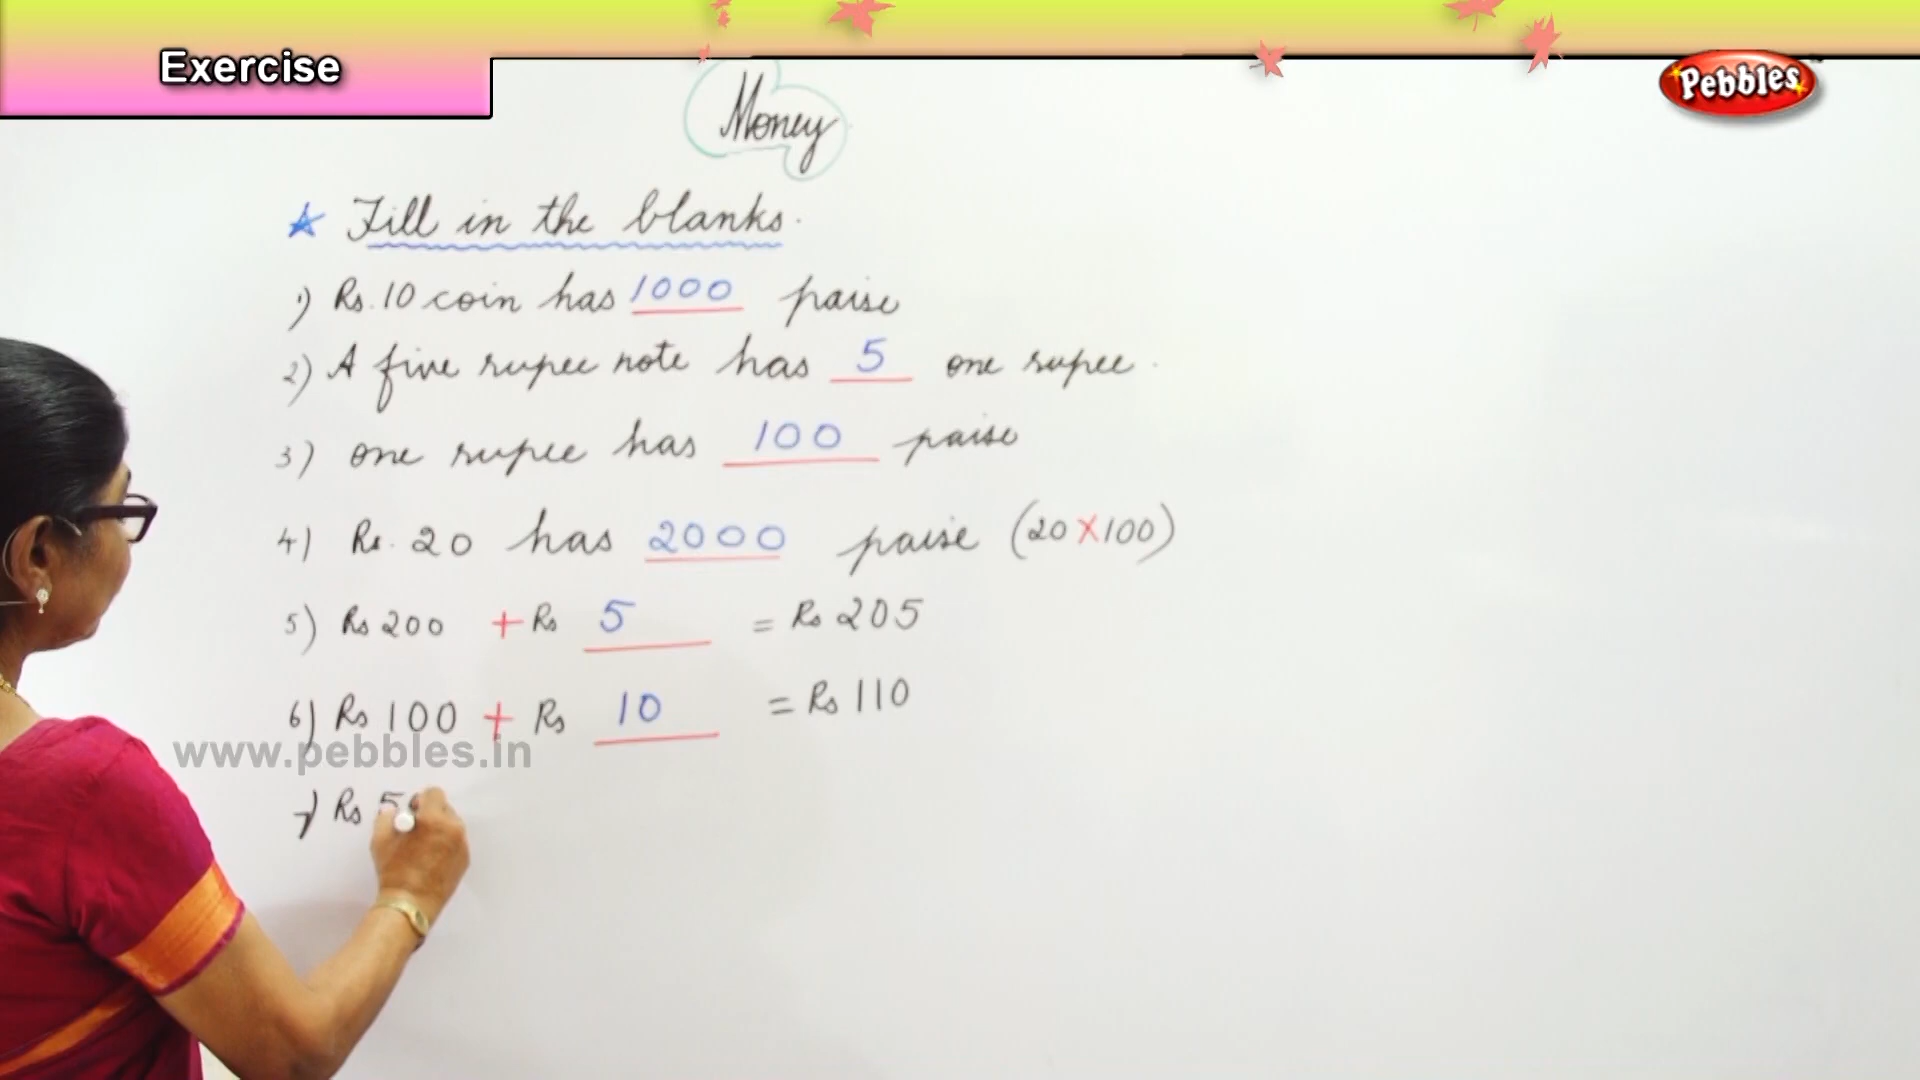 Exercise
Pebbles
Money
Fill in the blanks.
1) Rs. 10 coin has 1000 paise
2) A five rupee note has 5 one rupee.
3) one rupee has 100 paise
4) Rs. 20 has 2000 paise (20 X 100)
5) Rs 200 + Rs 5 = Rs 205
6) Rs 100 + Rs 10 = Rs 110
www.pebbles.in
7) Rs 5